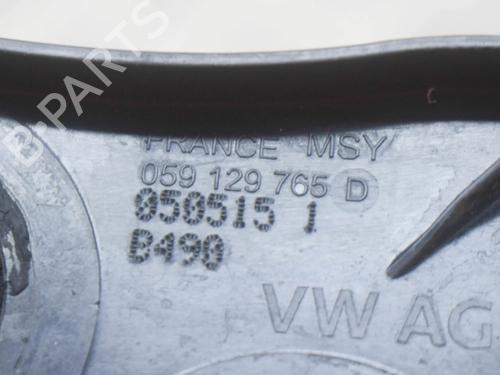 B-PARTS
FRANCE MSY
059 129 765 D
050515 1
B490
VW AG